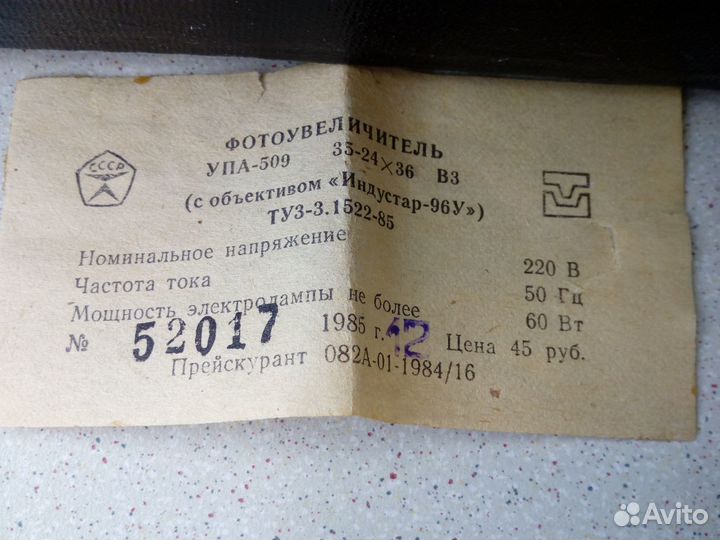 СССР
ФОТОУВЕЛИЧИТЕЛЬ
УПА-509 35-24×36 В3
(с объективом «Индустар-96У»)
ТУ3-3.1522-85
Номинальное напряжение 220 В
Частота тока 50 Гц
Мощность электролампы не более 60 Вт
№ 52017 1985 г. 12 Цена 45 руб.
Прейскурант 082А-01-1984/16
Avito